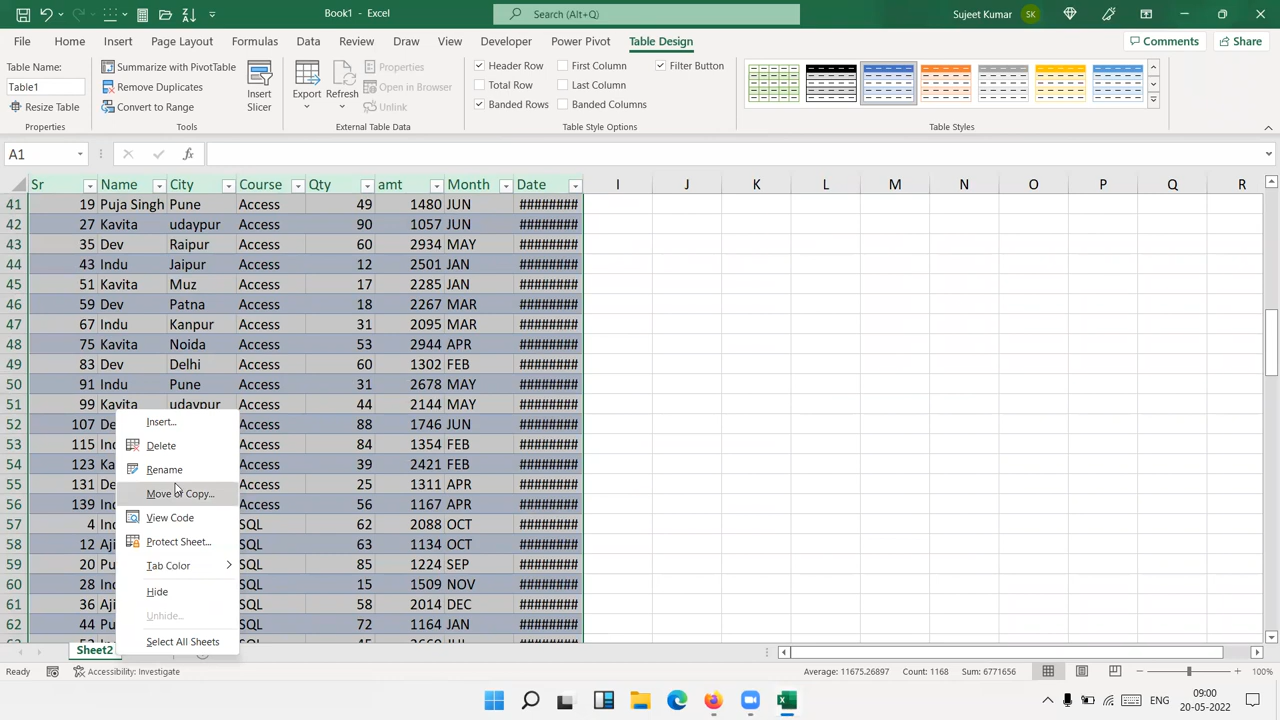 Book1 - Excel
Search (Alt+Q)
Sujeet Kumar
SK
File Home Insert Page Layout Formulas Data Review View Draw Developer Power Pivot Table Design
Comments
Share
Table Name:
Table1
Resize Table
Properties
Summarize with PivotTable
Remove Duplicates
Convert to Range
Tools
Insert Slicer
Export
Refresh
Properties
Open in Browser
Unlink
External Table Data
Header Row First Column Filter Button
Total Row Last Column
Banded Rows Banded Columns
Table Style Options
Table Styles
A1
fx
Sr Name City Course Qty amt Month Date I J K L M N O P Q R
41 19 Puja Singh Pune Access 49 1480 JUN ########
42 27 Kavita udaypur Access 90 1057 JUN ########
43 35 Dev Raipur Access 60 2934 MAY ########
44 43 Indu Jaipur Access 12 2501 JAN ########
45 51 Kavita Muz Access 17 2285 JAN ########
46 59 Dev Patna Access 18 2267 MAR ########
47 67 Indu Kanpur Access 31 2095 MAR ########
48 75 Kavita Noida Access 53 2944 APR ########
49 83 Dev Delhi Access 60 1302 FEB ########
50 91 Indu Pune Access 31 2678 MAY ########
51 99 Kavita udaypur Access 44 2144 MAY ########
52 107 De Access 88 1746 JUN ########
53 115 In Access 84 1354 FEB ########
54 123 Ka Access 39 2421 FEB ########
55 131 De Access 25 1311 APR ########
56 139 In Access 56 1167 APR ########
57 4 In SQL 62 2088 OCT ########
58 12 Aji SQL 63 1134 OCT ########
59 20 Pu SQL 85 1224 SEP ########
60 28 In SQL 15 1509 NOV ########
61 36 Aji SQL 58 2014 DEC ########
62 44 Pu SQL 72 1164 JAN ########
Insert...
Delete
Rename
Move or Copy...
View Code
Protect Sheet...
Tab Color
Hide
Unhide...
Select All Sheets
Sheet2
Ready
Accessibility: Investigate
Average: 11675.26897 Count: 1168 Sum: 6771656
100%
ENG
09:00
20-05-2022